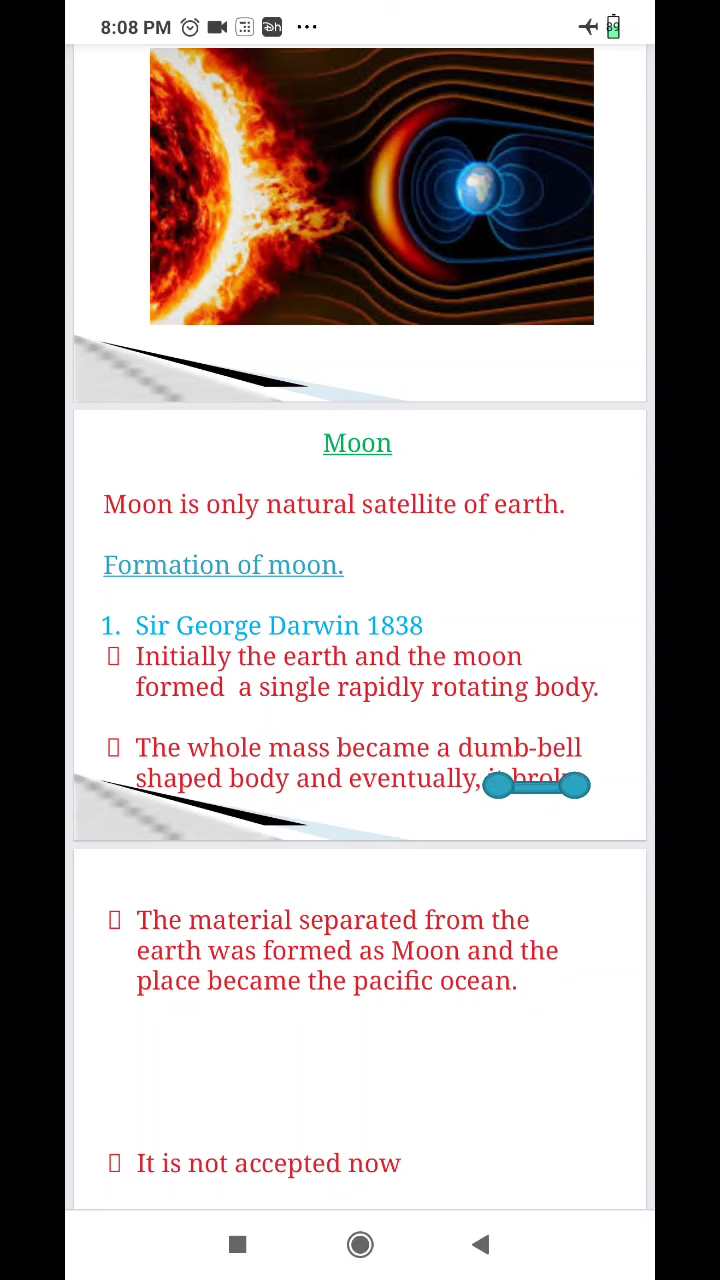 8:08 PM
89
Moon
Moon is only natural satellite of earth.
Formation of moon.
1. Sir George Darwin 1838
Initially the earth and the moon
formed a single rapidly rotating body.
The whole mass became a dumb-bell
shaped body and eventually,
The material separated from the
earth was formed as Moon and the
place became the pacific ocean.
It is not accepted now